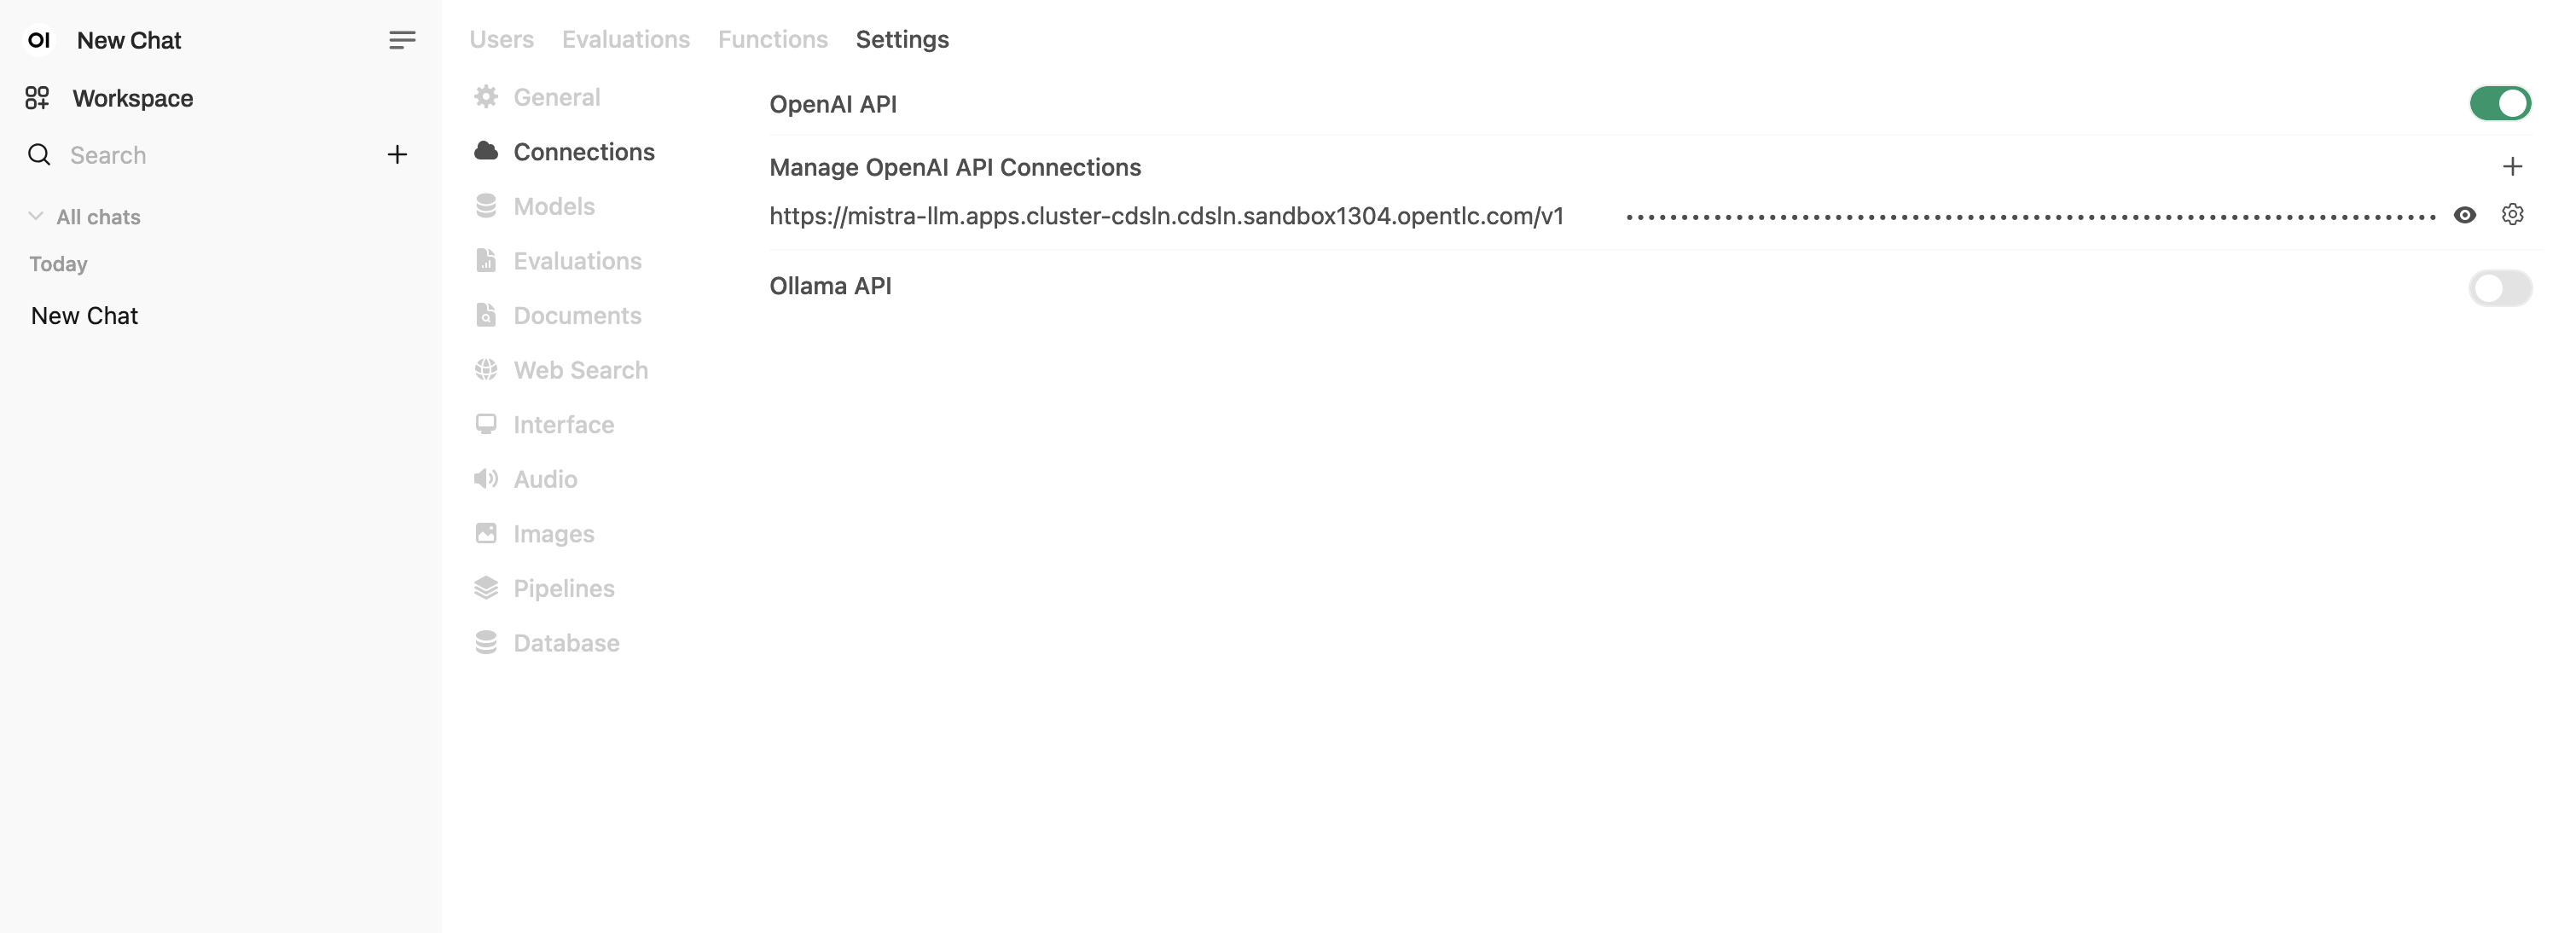 OI New Chat
Workspace
Search
All chats
Today
New Chat
Users Evaluations Functions Settings
General
Connections
Models
Evaluations
Documents
Web Search
Interface
Audio
Images
Pipelines
Database
OpenAI API
Manage OpenAI API Connections
https://mistra-llm.apps.cluster-cdsln.cdsln.sandbox1304.opentlc.com/v1
Ollama API